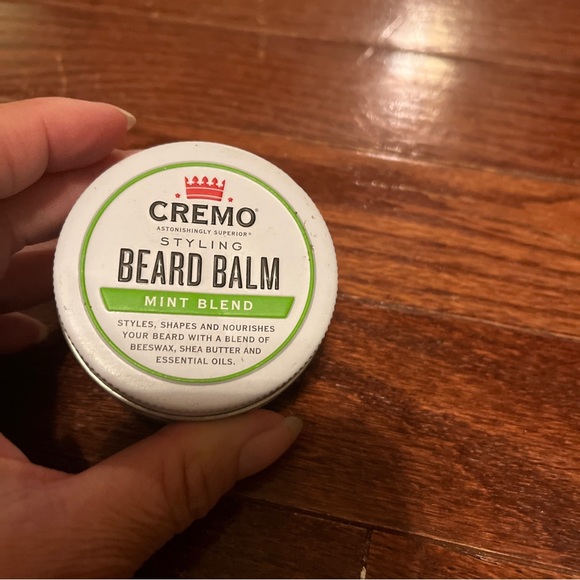 CREMO®
ASTONISHINGLY SUPERIOR®
STYLING
BEARD BALM
MINT BLEND
STYLES, SHAPES AND NOURISHES
YOUR BEARD WITH A BLEND OF
BEESWAX, SHEA BUTTER AND
ESSENTIAL OILS.